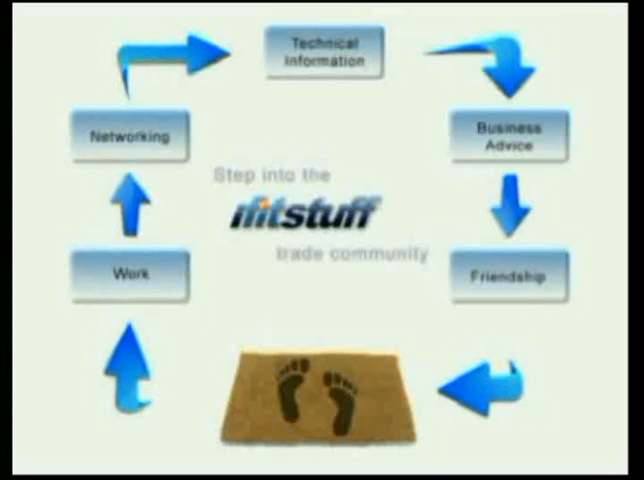 Technical
Information
Networking
Business
Advice
Step into the
ifitstuff
trade community
Work
Friendship